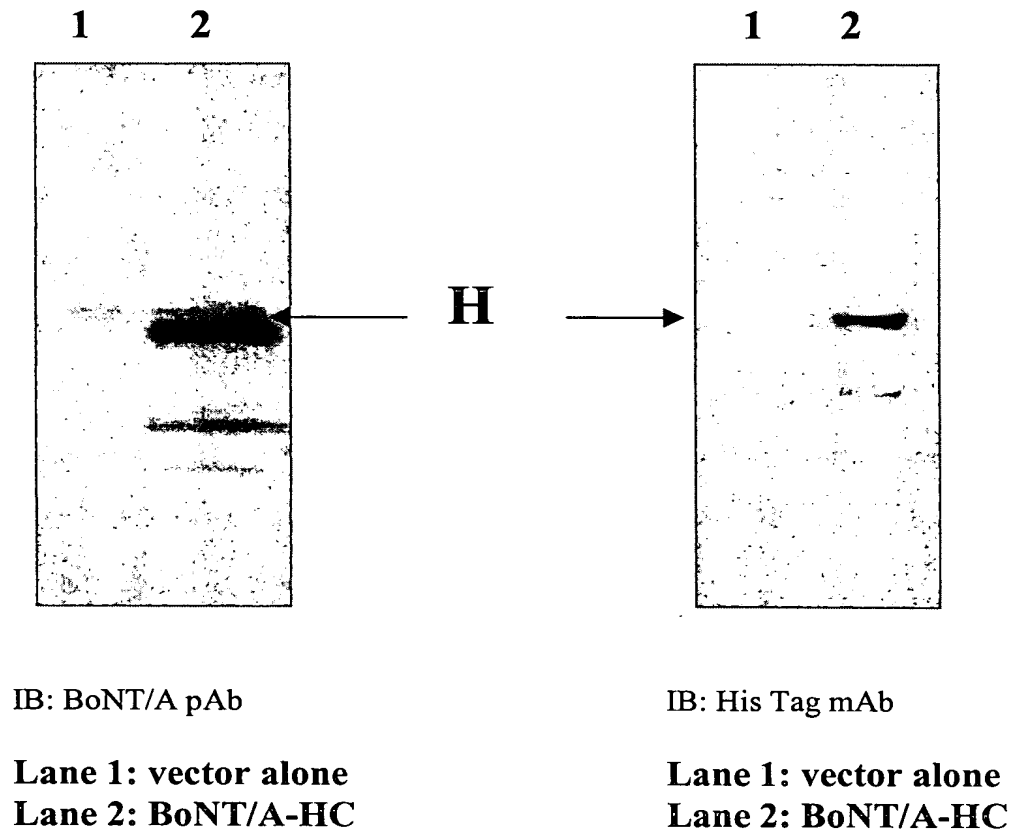 1 2
1 2
H
IB: BoNT/A pAb
Lane 1: vector alone
Lane 2: BoNT/A-HC
IB: His Tag mAb
Lane 1: vector alone
Lane 2: BoNT/A-HC